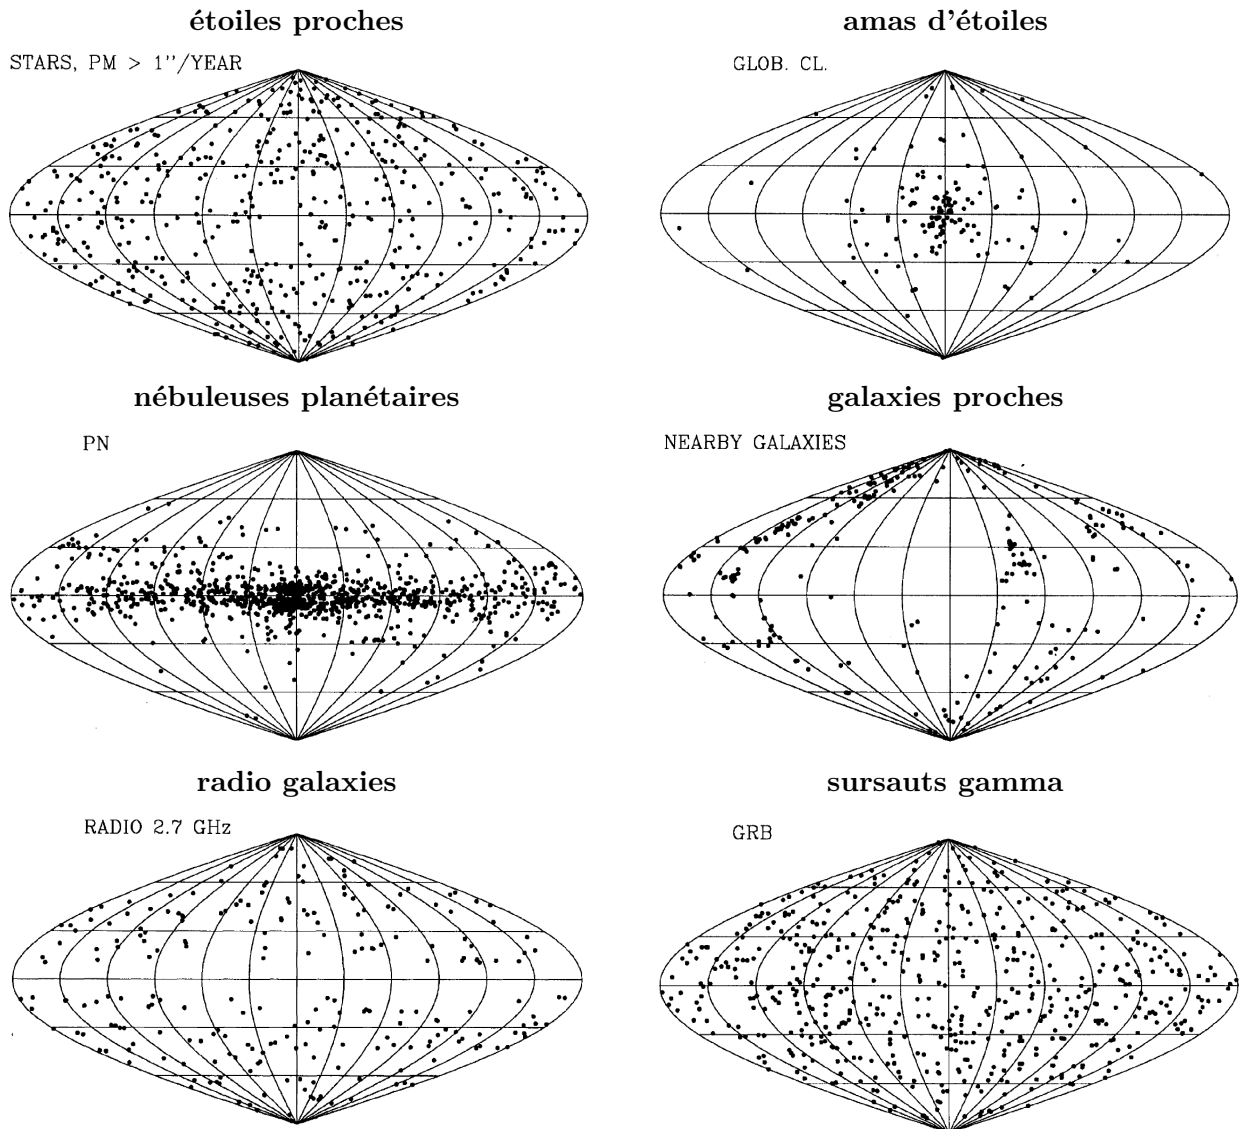 étoiles proches
amas d'étoiles
STARS, PM > 1"/YEAR
GLOB. CL.
nébuleuses planétaires
galaxies proches
PN
NEARBY GALAXIES
radio galaxies
sursauts gamma
RADIO 2.7 GHz
GRB